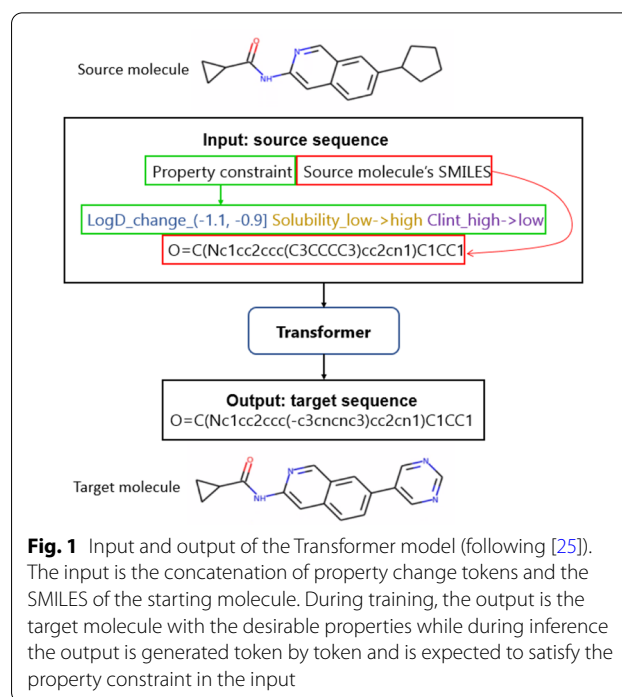 Source molecule
O
N
NH
Input: source sequence
Property constraint Source molecule's SMILES
LogD_change_(-1.1, -0.9] Solubility_low->high Clint_high->low
O=C(Nc1cc2ccc(C3CCCC3)cc2cn1)C1CC1
Transformer
Output: target sequence
O=C(Nc1cc2ccc(-c3cncnc3)cc2cn1)C1CC1
Target molecule
O
N
NH
N
N
Fig. 1 Input and output of the Transformer model (following [25]).
The input is the concatenation of property change tokens and the
SMILES of the starting molecule. During training, the output is the
target molecule with the desirable properties while during inference
the output is generated token by token and is expected to satisfy the
property constraint in the input